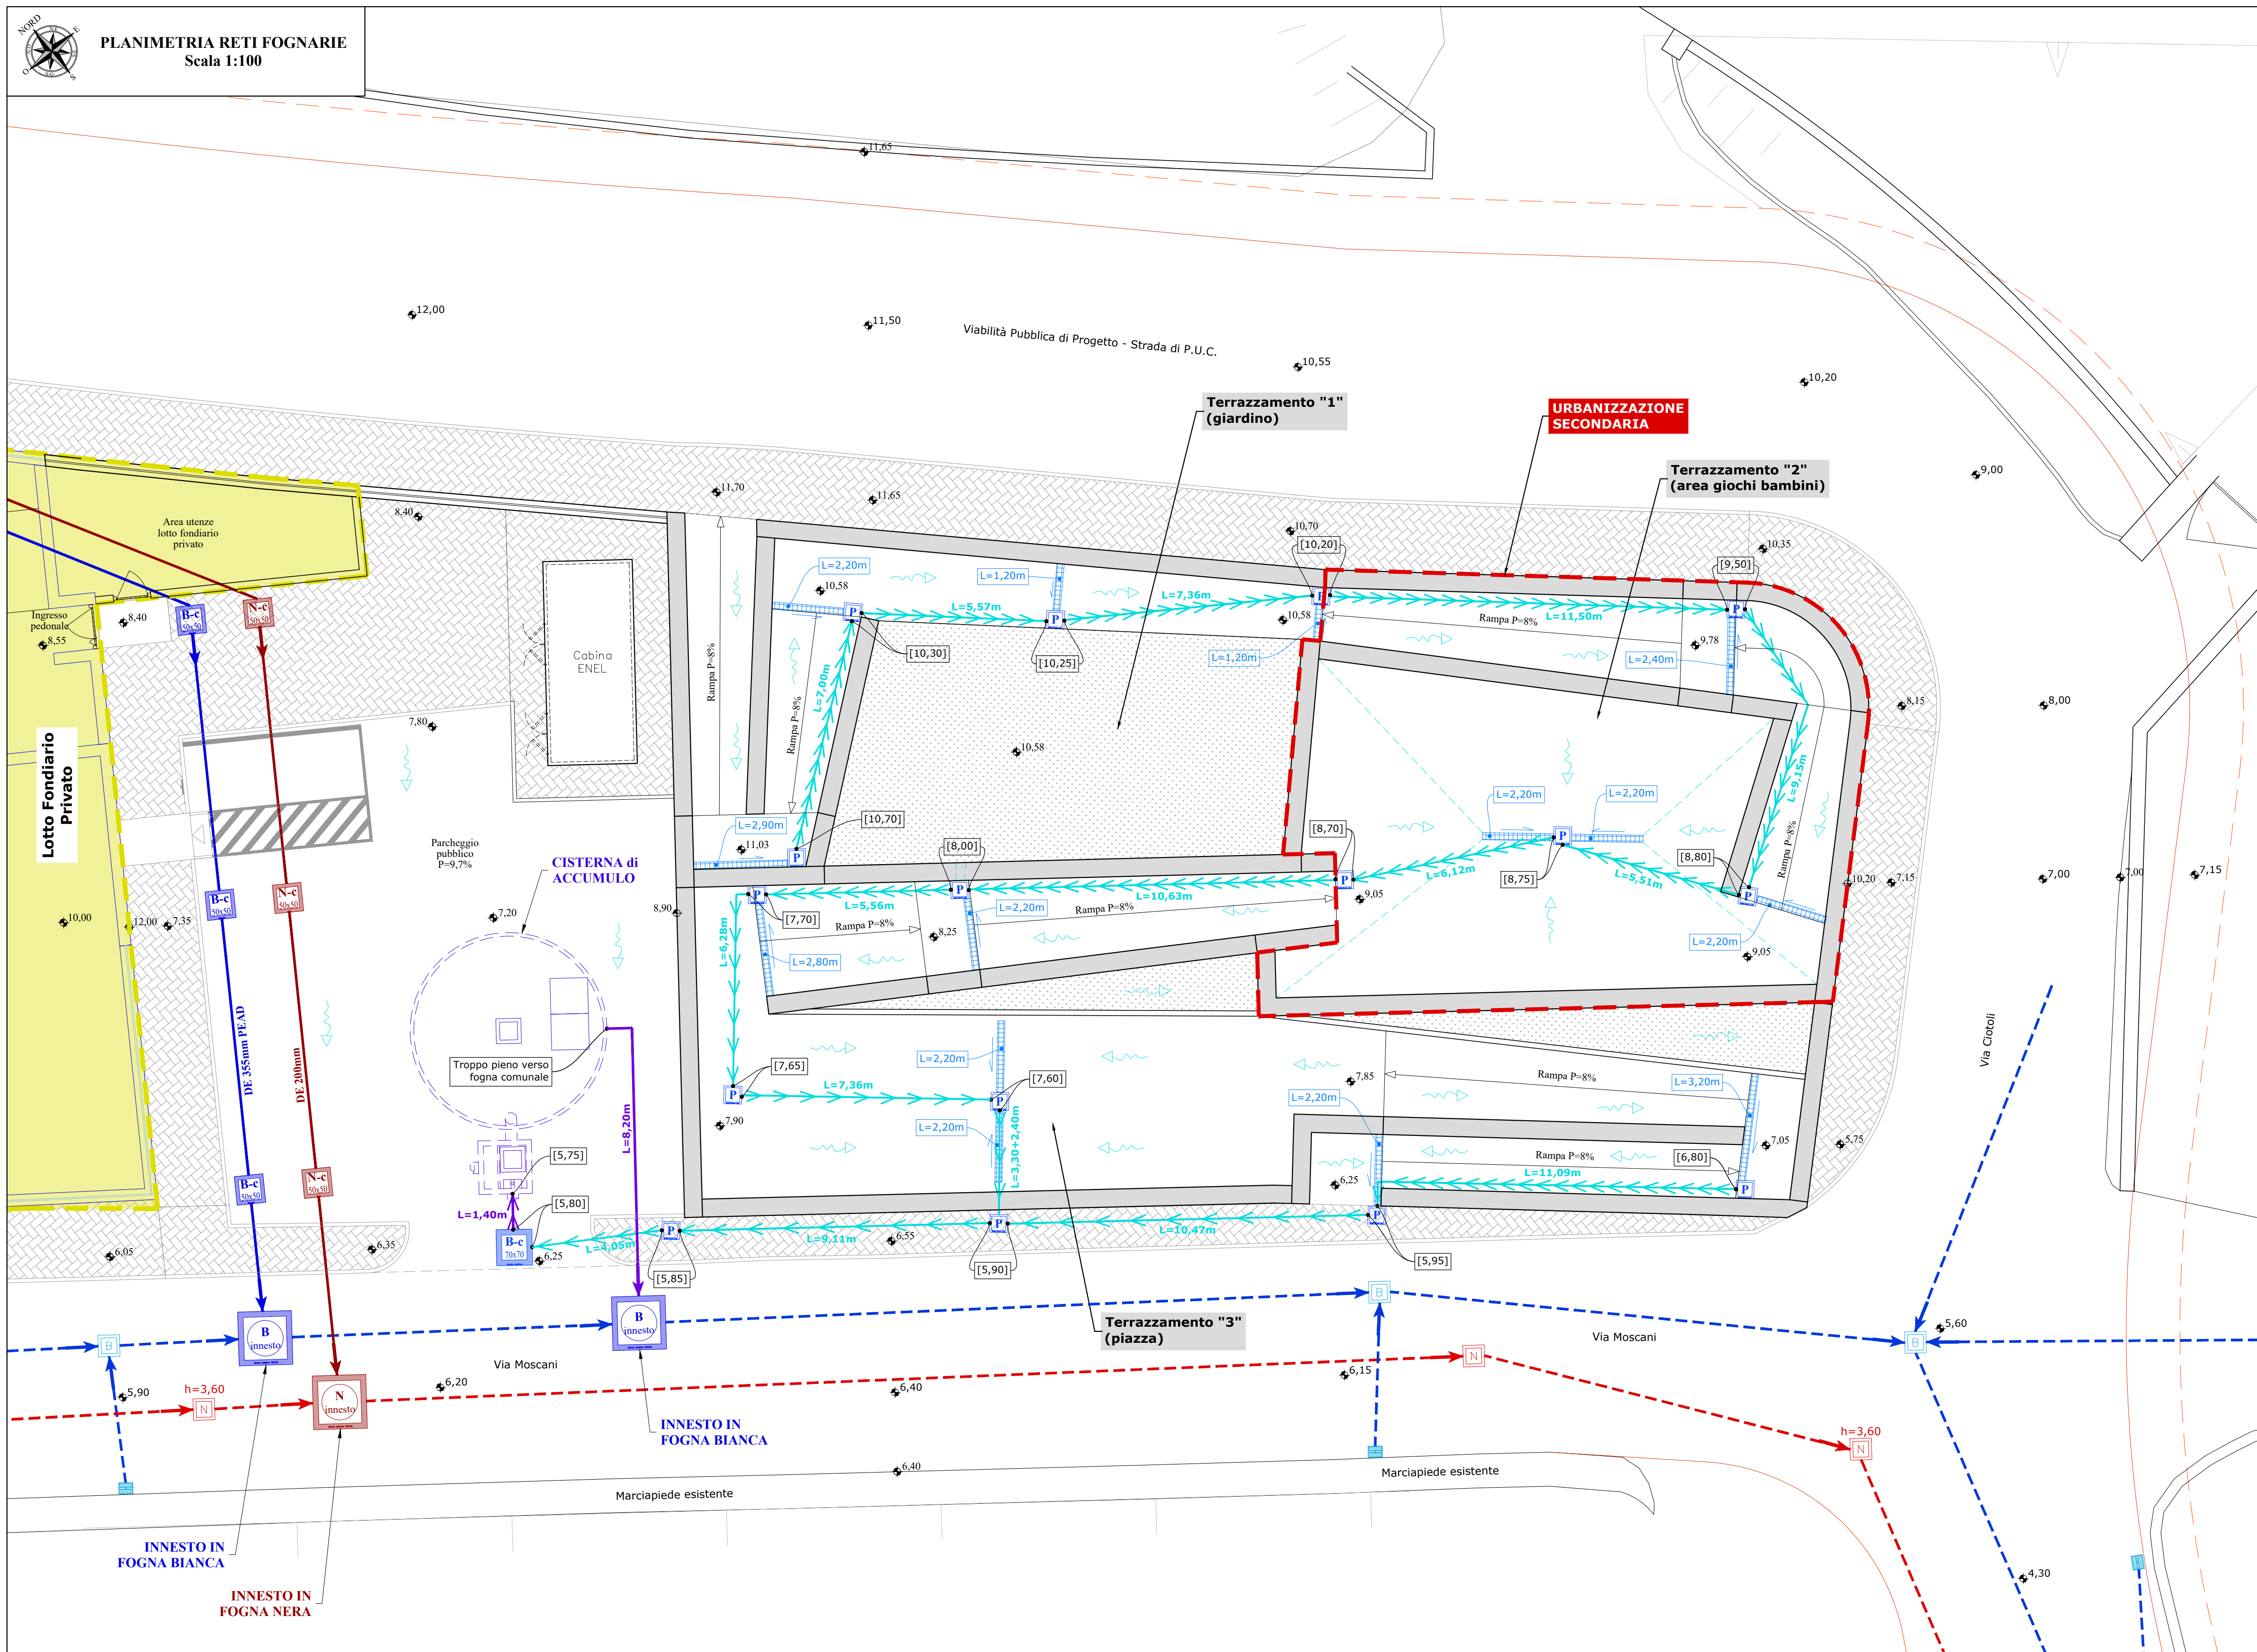 NORD
E
S
O
PLANIMETRIA RETI FOGNARIE
Scala 1:100
11,65
12,00
11,50
Viabilità Pubblica di Progetto - Strada di P.U.C.
10,55
10,20
Terrazzamento "1"
(giardino)
URBANIZZAZIONE
SECONDARIA
Terrazzamento "2"
(area giochi bambini)
9,00
11,70
11,65
8,40
Area utenze
lotto fondiario
privato
10,70
[10,20]
10,35
[9,50]
L=2,20m
L=1,20m
10,58
L=5,57m
L=7,36m
10,58
Rampa P=8%
L=11,50m
9,78
Ingresso
pedonale
8,40
8,55
B-c
50x50
N-c
50x50
P
P
P
P
Cabina
ENEL
Rampa P=8%
[10,30]
[10,25]
L=1,20m
L=2,40m
L=7,00m
Rampa P=8%
7,80
8,15
8,00
Lotto Fondiario
Privato
10,58
L=9,15m
L=2,20m
L=2,20m
Rampa P=8%
Parcheggio
pubblico
P=9,7%
CISTERNA di
ACCUMULO
L=2,90m
11,03
[10,70]
P
[8,00]
[8,70]
P
[8,75]
L=6,12m
L=5,51m
[8,80]
B-c
50x50
N-c
50x50
10,00
12,00
7,35
7,20
8,90
P
L=5,56m
P
L=10,63m
P
9,05
P
10,20
7,15
7,00
7,00
7,15
[7,70]
Rampa P=8%
L=2,20m
Rampa P=8%
8,25
L=6,28m
L=2,80m
L=2,20m
9,05
DE 355mm PEAD
DE 200mm
Troppo pieno verso
fogna comunale
L=8,20m
[7,65]
P
L=7,36m
7,90
L=2,20m
P
[7,60]
L=2,20m
L=3,30+2,40m
7,85
L=2,20m
Rampa P=8%
L=3,20m
7,05
5,75
Rampa P=8%
[6,80]
L=11,09m
P
6,25
Via Ciotoli
B-c
50x50
N-c
50x50
[5,75]
[5,80]
L=1,40m
B-c
70x70
6,25
L=4,05m
P
[5,85]
L=9,11m
6,55
P
[5,90]
L=10,47m
P
[5,95]
6,05
6,35
B
innesto
B
innesto
B
B
B
Terrazzamento "3"
(piazza)
Via Moscani
5,60
Via Moscani
6,20
6,40
6,15
5,90
h=3,60
N
N
innesto
N
h=3,60
N
INNESTO IN
FOGNA BIANCA
6,40
Marciapiede esistente
Marciapiede esistente
INNESTO IN
FOGNA BIANCA
INNESTO IN
FOGNA NERA
4,30